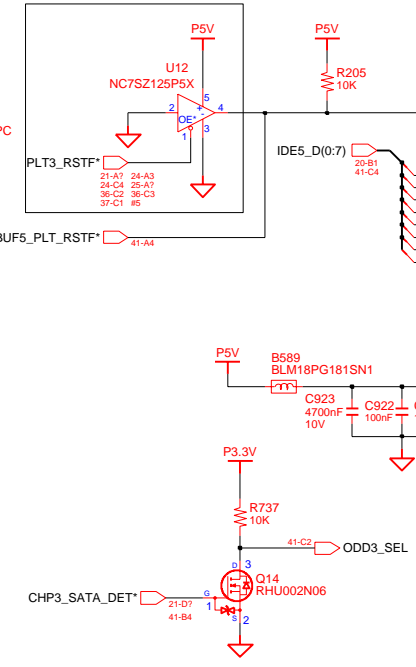 P5V
P5V
U12
NC7SZ125P5X
R205
10K
5
2
4
OE*
+
-
1
3
PC
PLT3_RSTF*
21-A? 24-A3
24-C4 25-A?
36-C2 36-C3
37-C1 #5
IDE5_D(0:7)
20-B1
41-C4
BUF5_PLT_RSTF*
41-A4
P5V
B589
BLM18PG181SN1
C923
4700nF
10V
C922
100nF
P3.3V
R737
10K
41-C2
ODD3_SEL
D
3
Q14
RHU002N06
CHP3_SATA_DET*
21-D?
41-B4
G
1
S
2